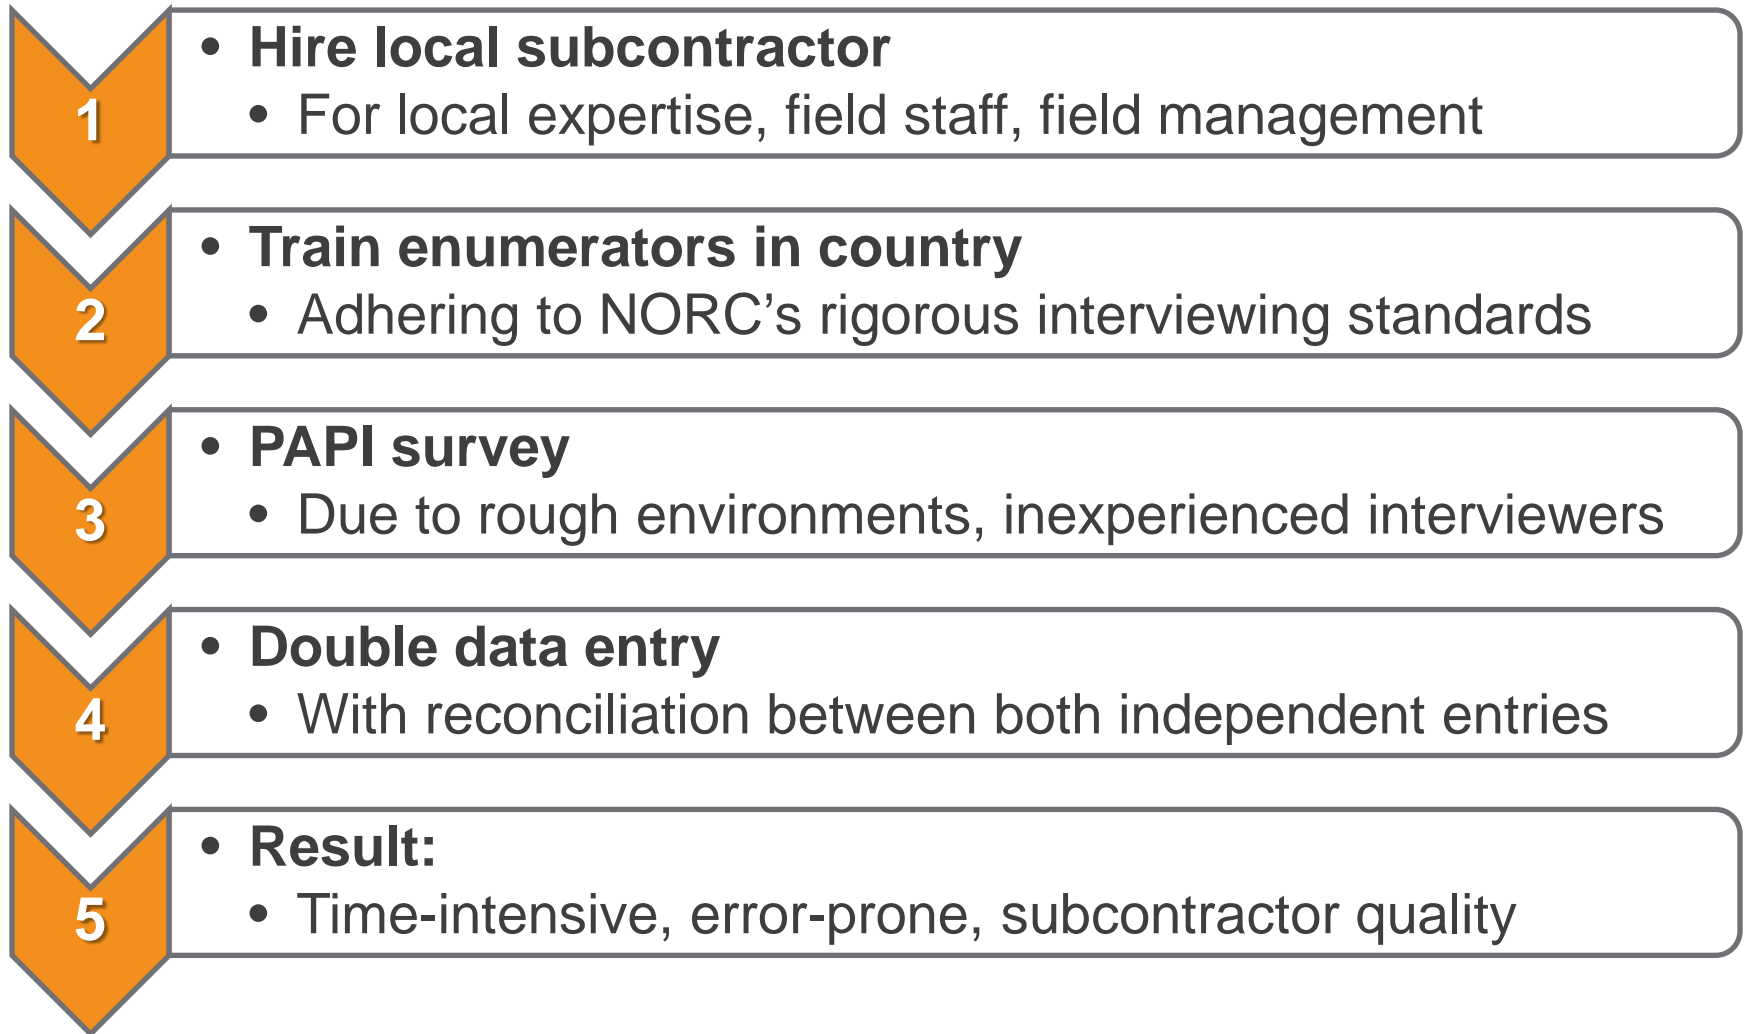 1
• Hire local subcontractor
• For local expertise, field staff, field management
2
• Train enumerators in country
• Adhering to NORC’s rigorous interviewing standards
3
• PAPI survey
• Due to rough environments, inexperienced interviewers
4
• Double data entry
• With reconciliation between both independent entries
5
• Result:
• Time-intensive, error-prone, subcontractor quality